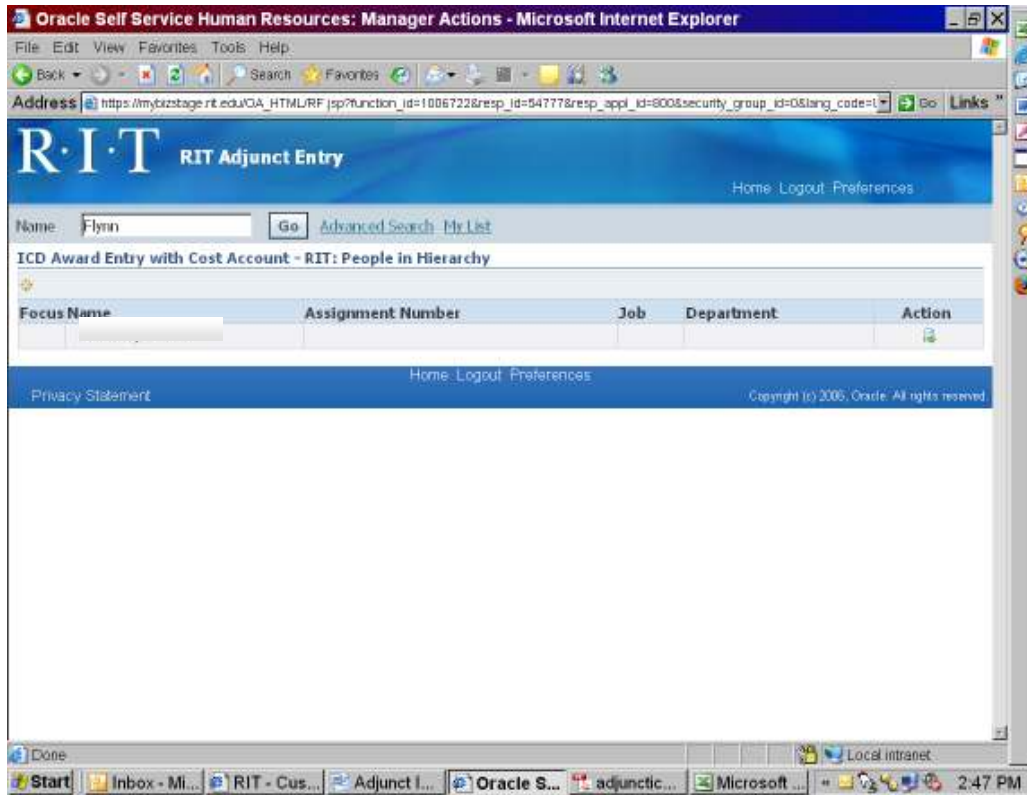 Oracle Self Service Human Resources: Manager Actions - Microsoft Internet Explorer
File Edit View Favorites Tools Help
Back Search Favorites
Address https://mybizstage.rit.edu/OA_HTML/RF.jsp?function_id=1006722&resp_id=54777&resp_appl_id=800&security_group_id=0&lang_code=U Go Links "
R·I·T RIT Adjunct Entry
Home Logout Preferences
Name Flynn Go Advanced Search My List
ICD Award Entry with Cost Account - RIT: People in Hierarchy
Focus Name Assignment Number Job Department Action
Home Logout Preferences
Privacy Statement Copyright (c) 2006, Oracle. All rights reserved.
Done Local intranet
Start Inbox - Mi... RIT - Cus... Adjunct I... Oracle S... adjunctic... Microsoft ... « 2:47 PM